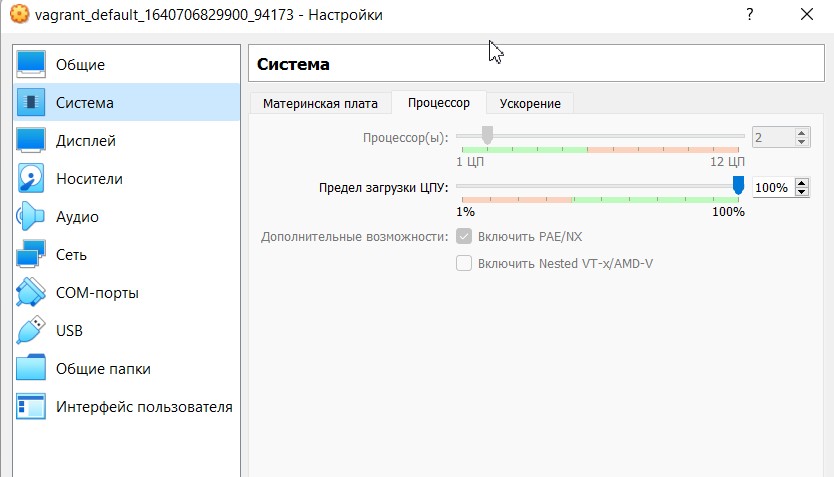 vagrant_default_1640706829900_94173 - Настройки
?
Общие
Система
Дисплей
Носители
Аудио
Сеть
COM-порты
USB
Общие папки
Интерфейс пользователя
Система
Материнская плата Процессор Ускорение
Процессор(ы): 2
1 ЦП 12 ЦП
Предел загрузки ЦПУ: 100%
1% 100%
Дополнительные возможности: Включить PAE/NX
Включить Nested VT-x/AMD-V